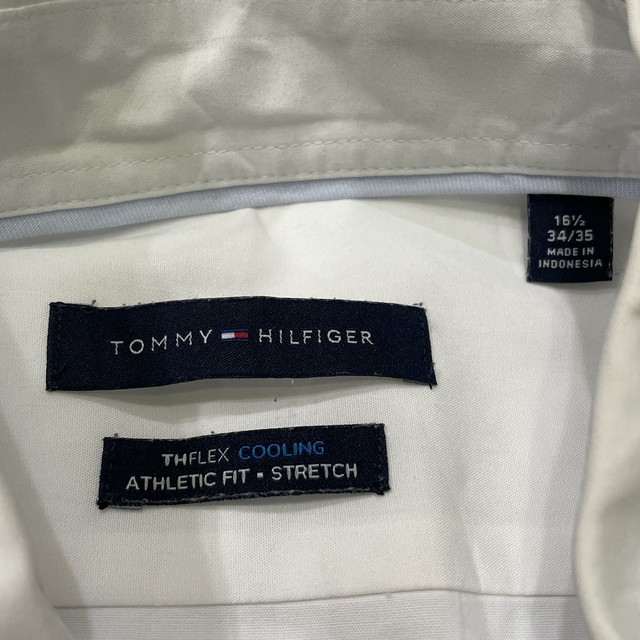 16½
34/35
MADE IN
INDONESIA
TOMMY HILFIGER
THFLEX COOLING
ATHLETIC FIT ▪ STRETCH